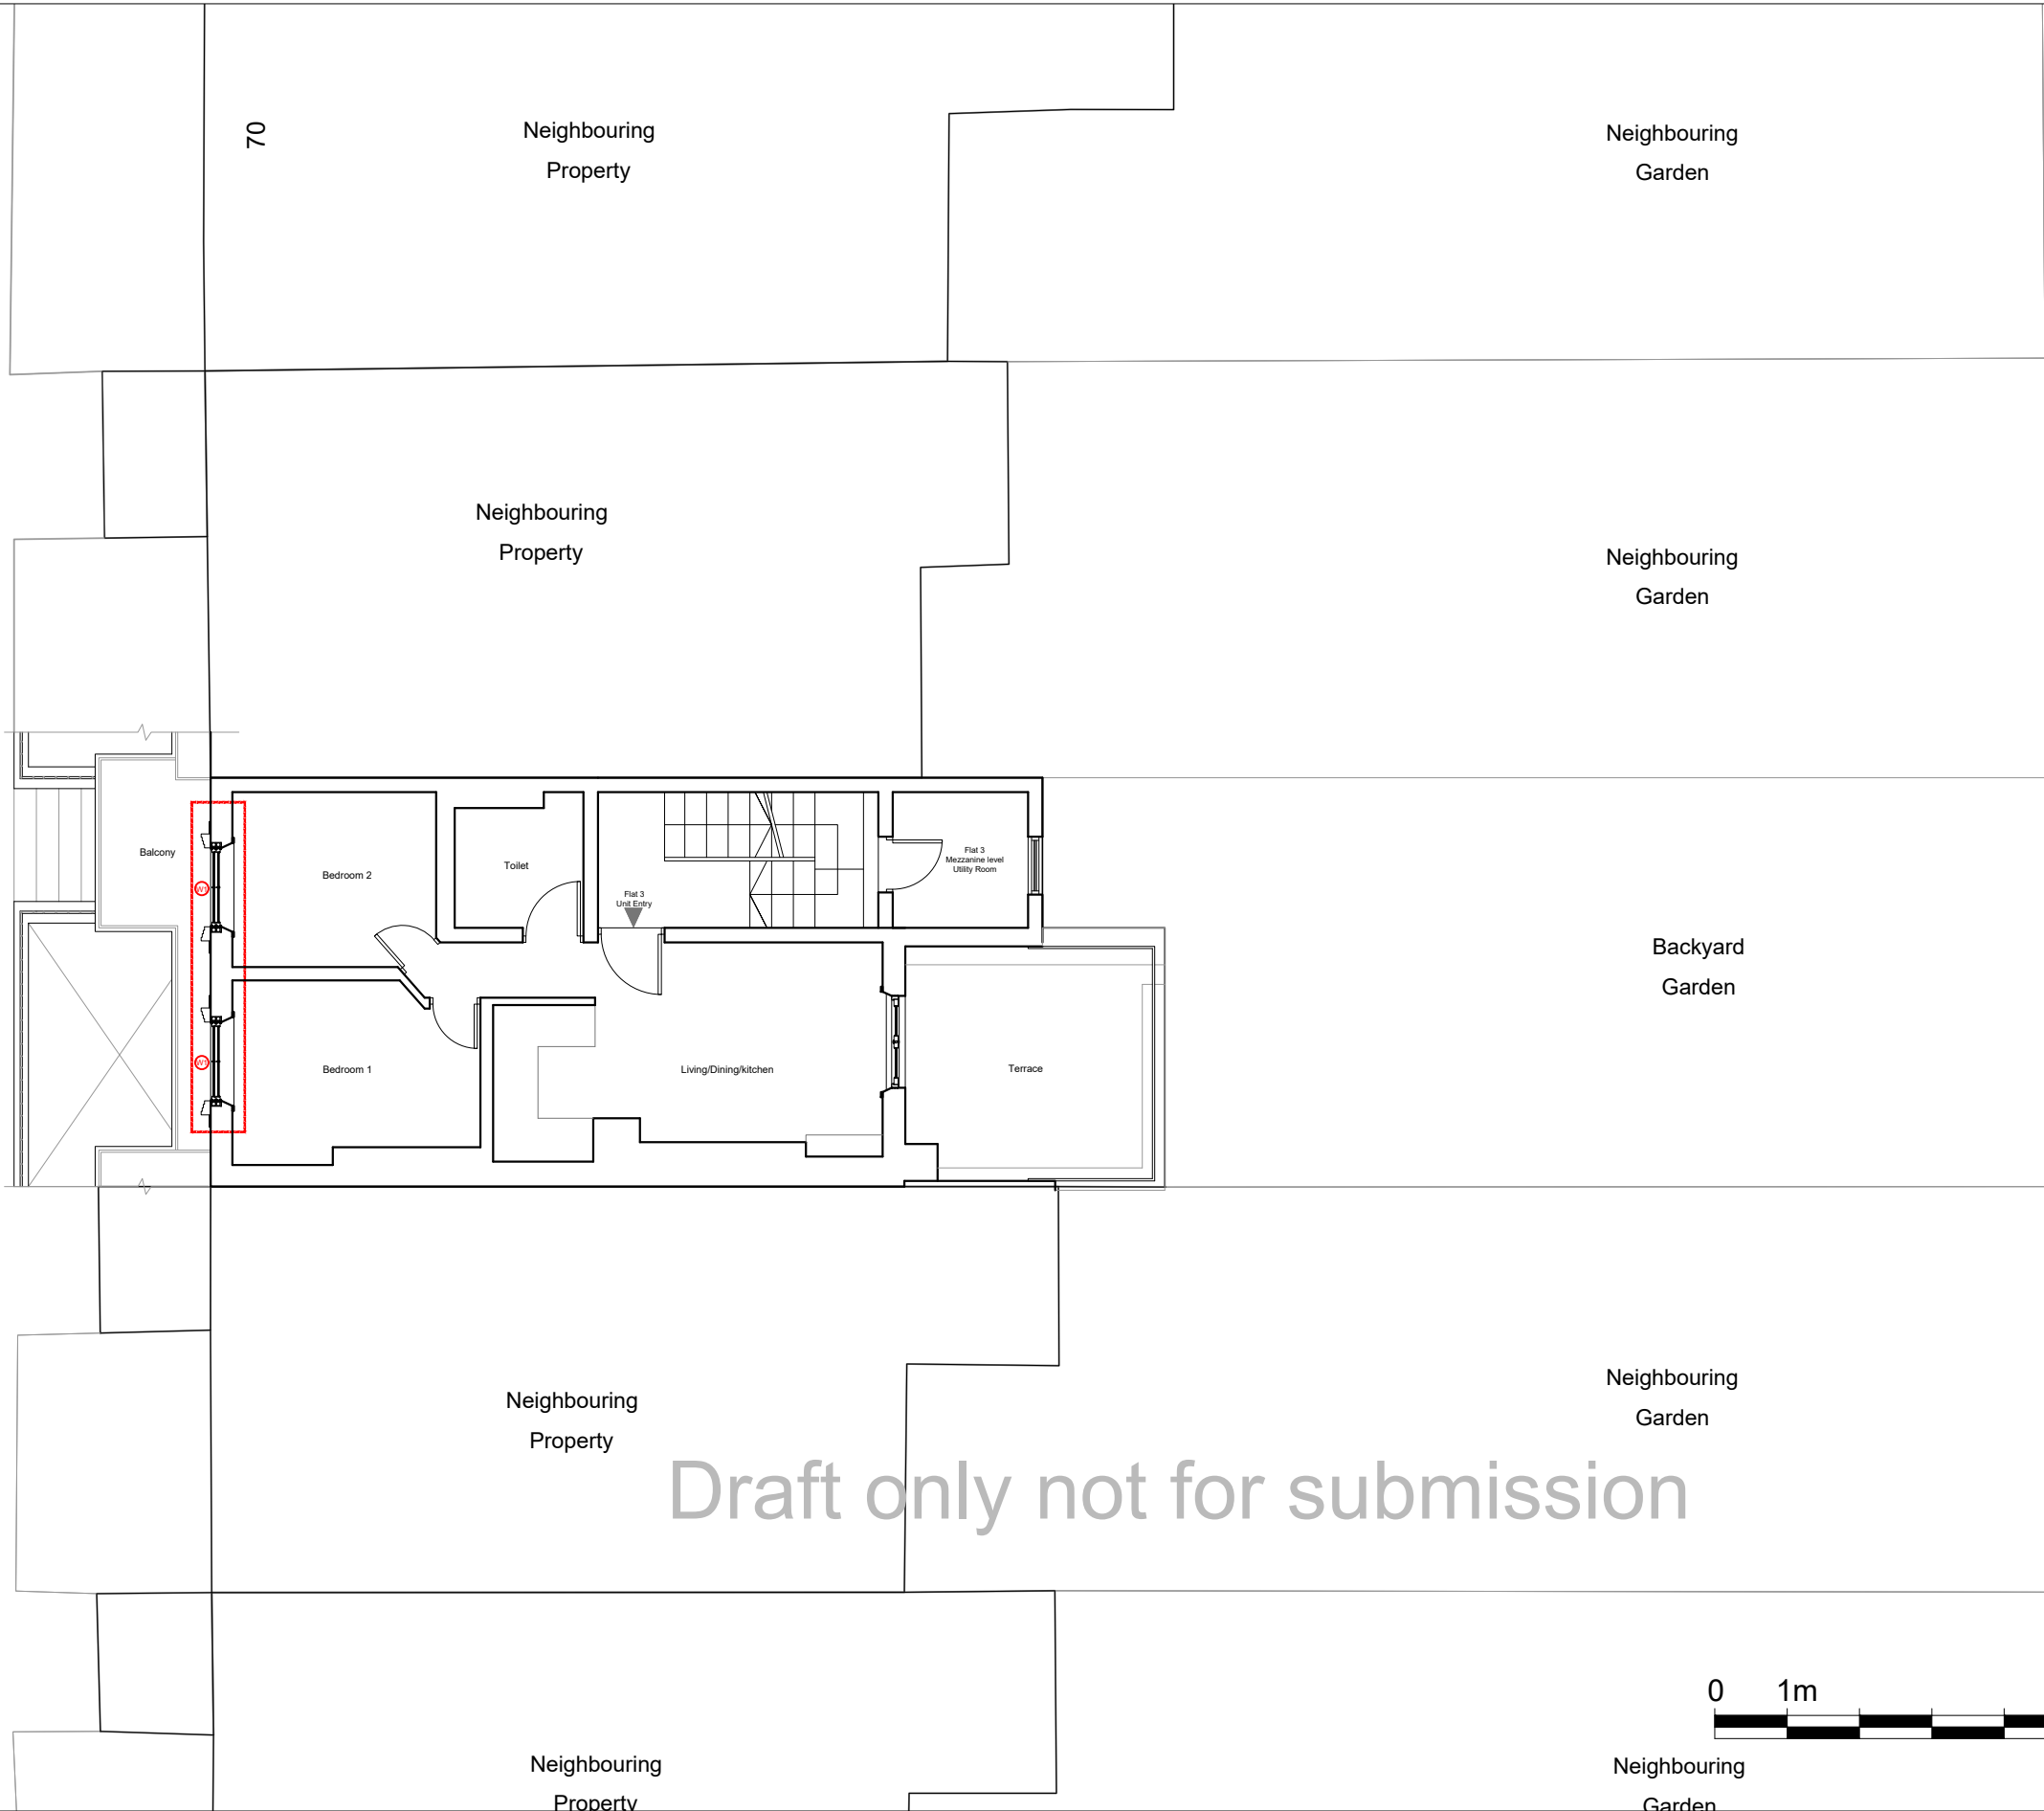 70
Neighbouring
Property
Neighbouring
Garden
Neighbouring
Property
Neighbouring
Garden
Balcony
Bedroom 2
Toilet
Flat 3
Unit Entry
Flat 3
Mezzanine level
Utility Room
W1
Backyard
Garden
W1
Bedroom 1
Living/Dining/kitchen
Terrace
Neighbouring
Property
Neighbouring
Garden
Draft only not for submission
0 1m
Neighbouring
Property
Neighbouring
Garden